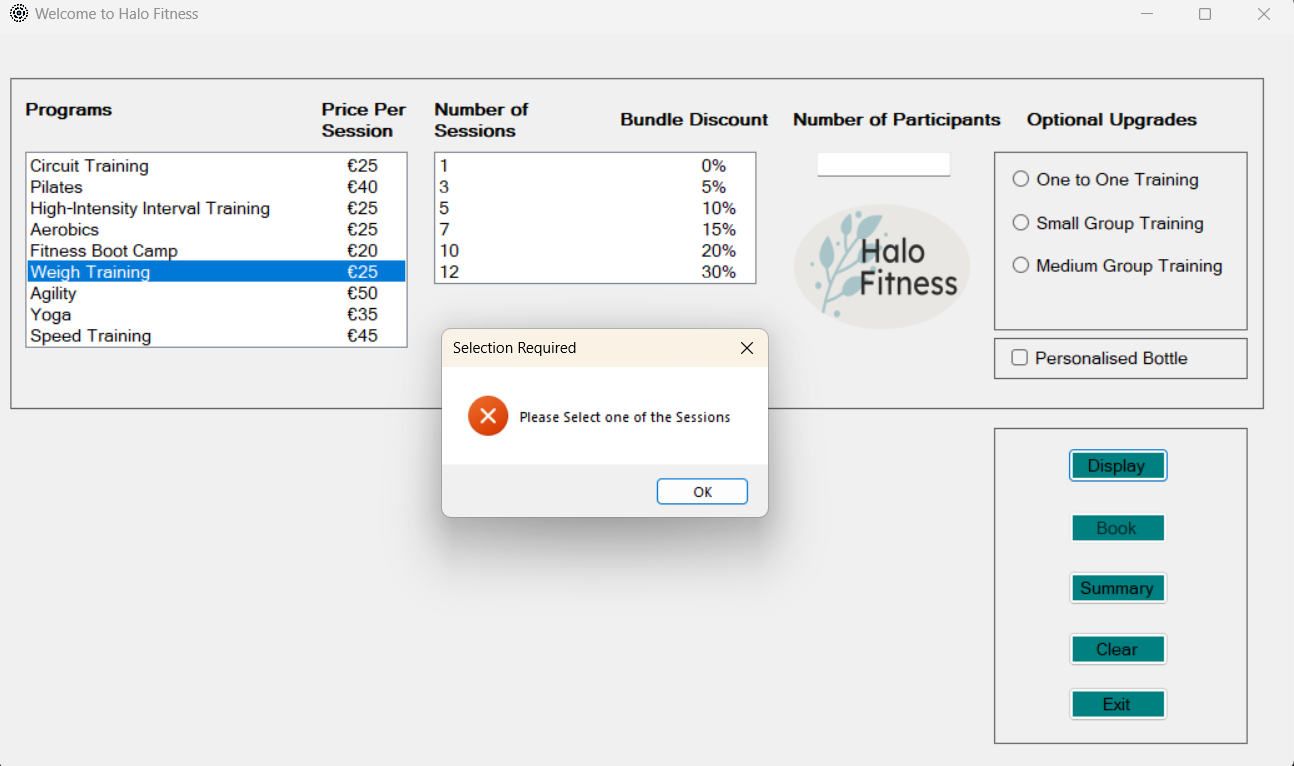 Welcome to Halo Fitness
Programs
Price Per
Session
Number of
Sessions
Bundle Discount
Number of Participants
Optional Upgrades
Circuit Training €25
Pilates €40
High-Intensity Interval Training €25
Aerobics €25
Fitness Boot Camp €20
Weigh Training €25
Agility €50
Yoga €35
Speed Training €45
1 0%
3 5%
5 10%
7 15%
10 20%
12 30%
Halo
Fitness
One to One Training
Small Group Training
Medium Group Training
Personalised Bottle
Selection Required
Please Select one of the Sessions
OK
Display
Book
Summary
Clear
Exit